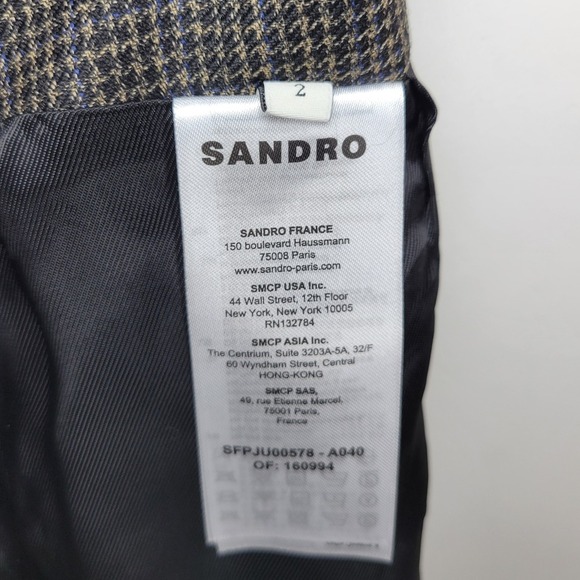 2
SANDRO
SANDRO FRANCE
150 boulevard Haussmann
75008 Paris
www.sandro-paris.com
SMCP USA Inc.
44 Wall Street, 12th Floor
New York, New York 10005
RN132784
SMCP ASIA Inc.
The Centrium, Suite 3203A-5A, 32/F
60 Wyndham Street, Central
HONG-KONG
SMCP SAS,
49, rue Etienne Marcel,
75001 Paris,
France
SFPJU00578 - A040
OF: 160994